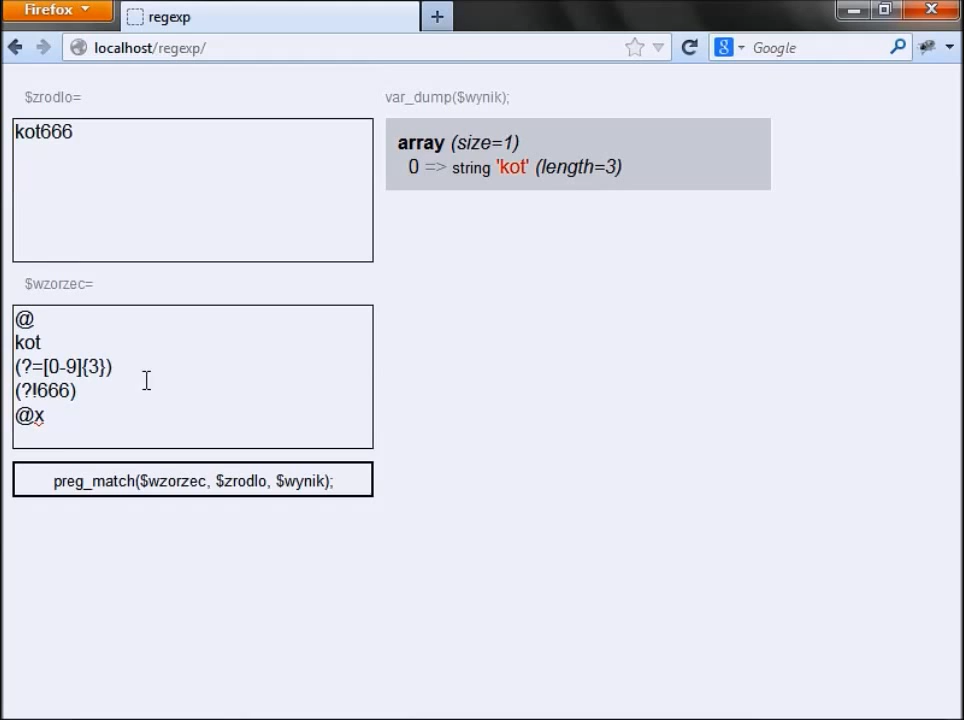 Firefox
regexp
localhost/regexp/
Google
$zrodlo=
var_dump($wynik);
kot666
array (size=1)
0 => string 'kot' (length=3)
$wzorzec=
@
kot
(?=[0-9]{3})
(?!666)
@x
preg_match($wzorzec, $zrodlo, $wynik);